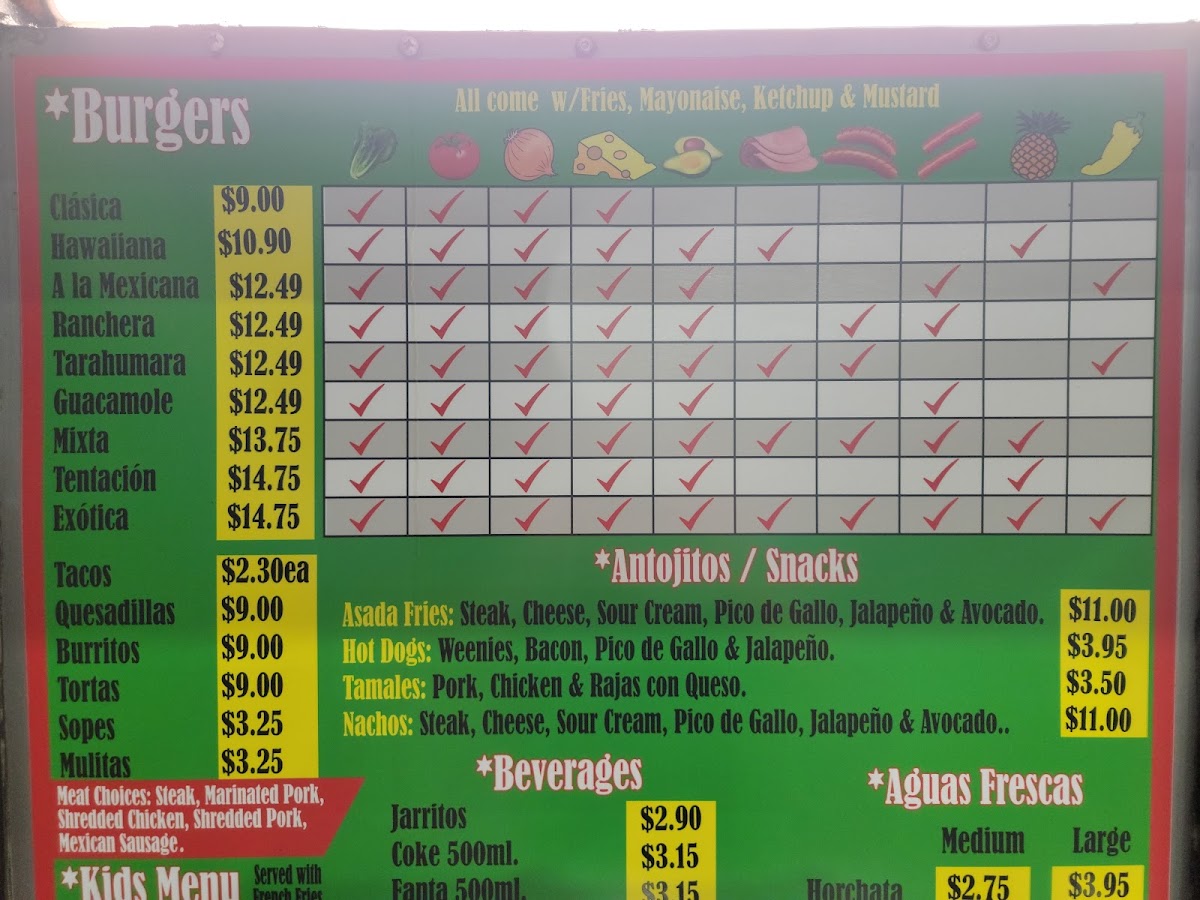 *Burgers
All come w/Fries, Mayonaise, Ketchup & Mustard
Clásica $9.00
Hawaiiana $10.90
A la Mexicana $12.49
Ranchera $12.49
Tarahumara $12.49
Guacamole $12.49
Mixta $13.75
Tentación $14.75
Exótica $14.75
Tacos $2.30ea
Quesadillas $9.00
Burritos $9.00
Tortas $9.00
Sopes $3.25
Mulitas $3.25
Meat Choices: Steak, Marinated Pork,
Shredded Chicken, Shredded Pork,
Mexican Sausage.
*Kids Menu
Served with
French Fries
*Antojitos / Snacks
Asada Fries: Steak, Cheese, Sour Cream, Pico de Gallo, Jalapeño & Avocado. $11.00
Hot Dogs: Weenies, Bacon, Pico de Gallo & Jalapeño. $3.95
Tamales: Pork, Chicken & Rajas con Queso. $3.50
Nachos: Steak, Cheese, Sour Cream, Pico de Gallo, Jalapeño & Avocado.. $11.00
*Beverages
Jarritos $2.90
Coke 500ml. $3.15
Fanta 500ml. $3.15
*Aguas Frescas
Medium Large
Horchata $2.75 $3.95